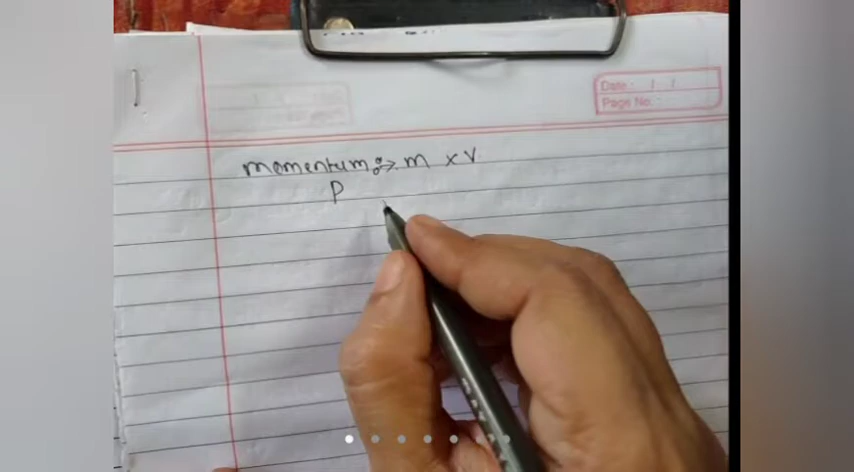 Date : / /
Page No. :
momentum :→ m x v
P